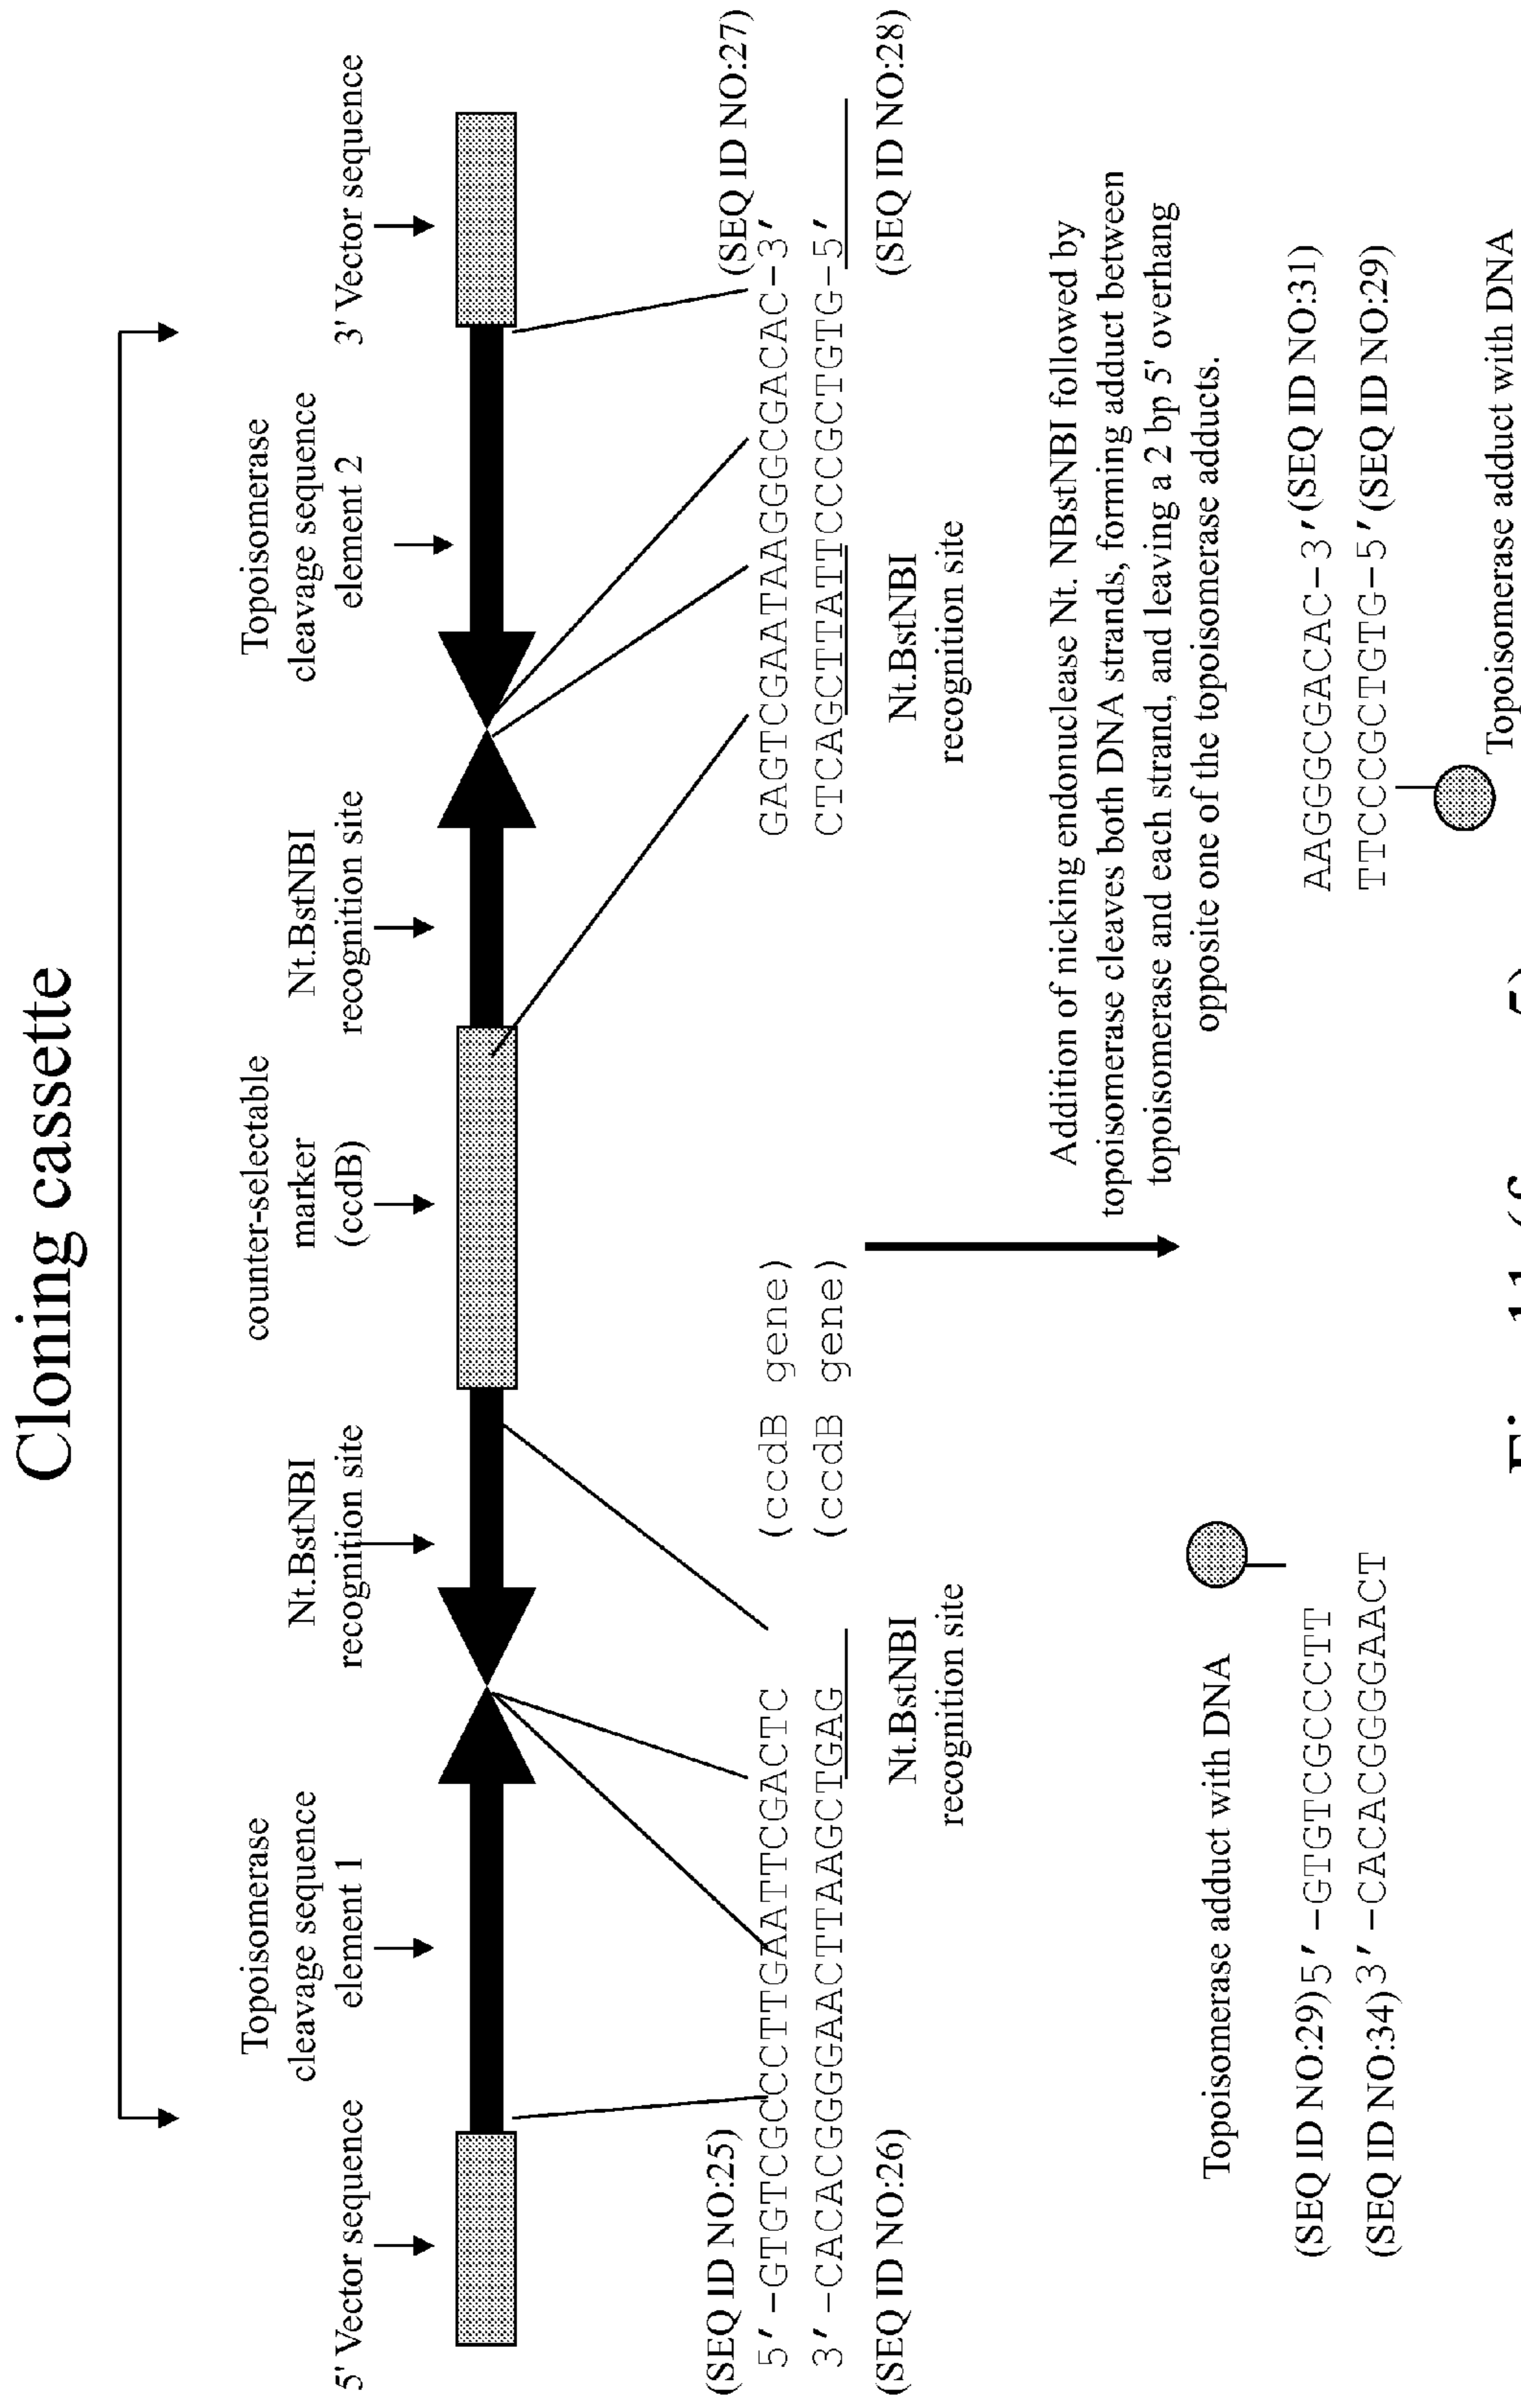 Cloning cassette
5' Vector sequence
Topoisomerase
cleavage sequence
element 1
Nt.BstNBI
recognition site
counter-selectable
marker
(ccdB)
Nt.BstNBI
recognition site
Topoisomerase
cleavage sequence
element 2
3' Vector sequence
(SEQ ID NO:25)
5'-GTGTCGCCCTTGAATTCGACTC (ccdB gene) GAGTCGAATAAGGGCGACAC-3'
(SEQ ID NO:27)
3'-CACACGGGGAACTTAAGCTGAG (ccdB gene) CTCAGCTTATTCCCGCTGTG-5'
(SEQ ID NO:26)
(SEQ ID NO:28)
Nt.BstNBI
recognition site
Nt.BstNBI
recognition site
Addition of nicking endonuclease Nt. NBstNBI followed by
topoisomerase cleaves both DNA strands, forming adduct between
topoisomerase and each strand, and leaving a 2 bp 5' overhang
opposite one of the topoisomerase adducts.
Topoisomerase adduct with DNA
(SEQ ID NO:29)5'-GTGTCGCCCTT
(SEQ ID NO:34)3'-CACACGGGGAACT
AAGGGCGACAC-3'(SEQ ID NO:31)
TTCCCGCTGTG-5'(SEQ ID NO:29)
Topoisomerase adduct with DNA